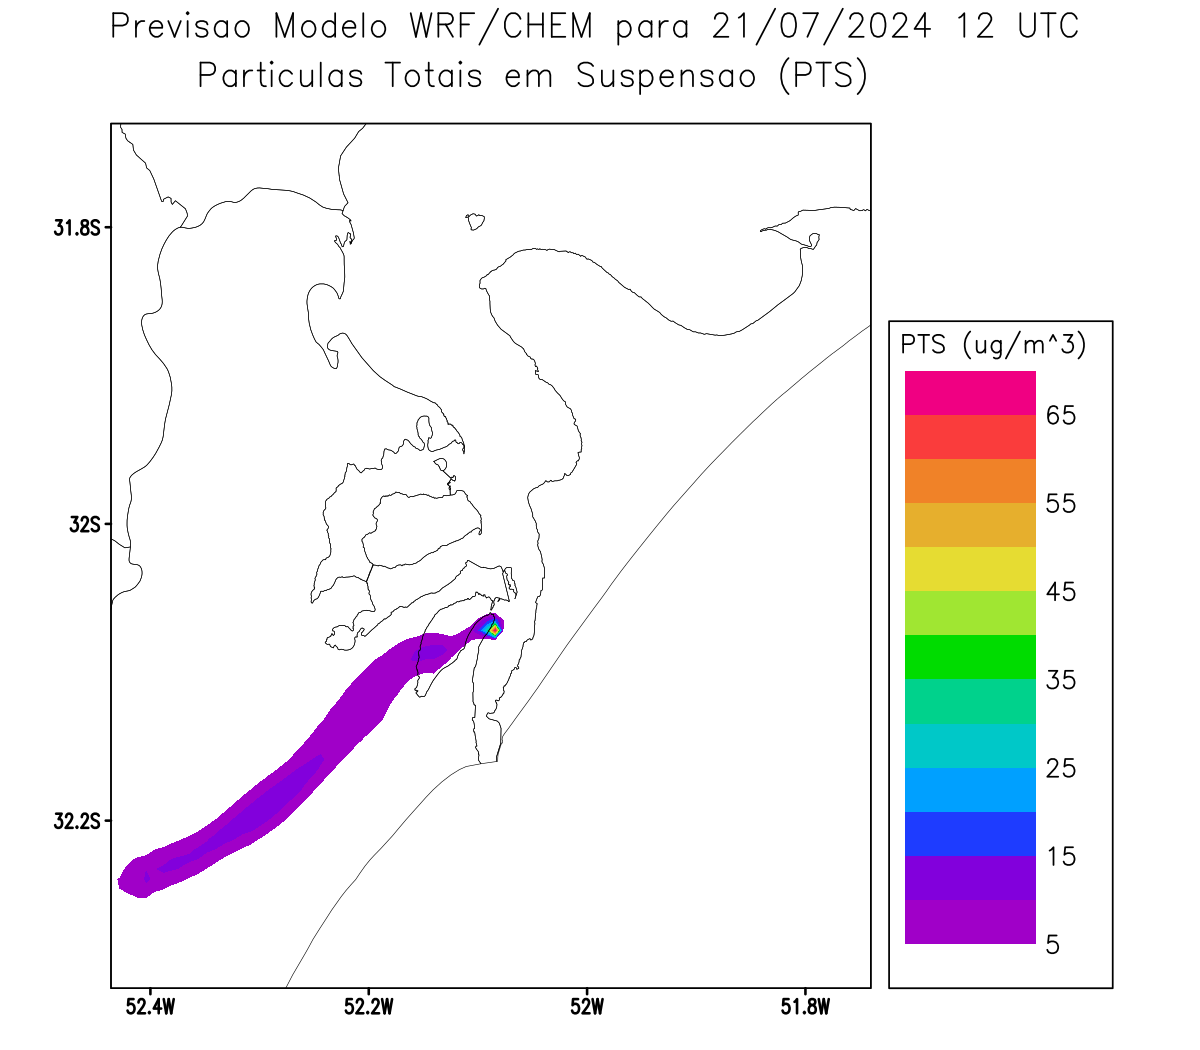 Previsao Modelo WRF/CHEM para 21/07/2024 12 UTC
Particulas Totais em Suspensao (PTS)
31.8S
32S
32.2S
52.4W
52.2W
52W
51.8W
PTS (ug/m^3)
65
55
45
35
25
15
5